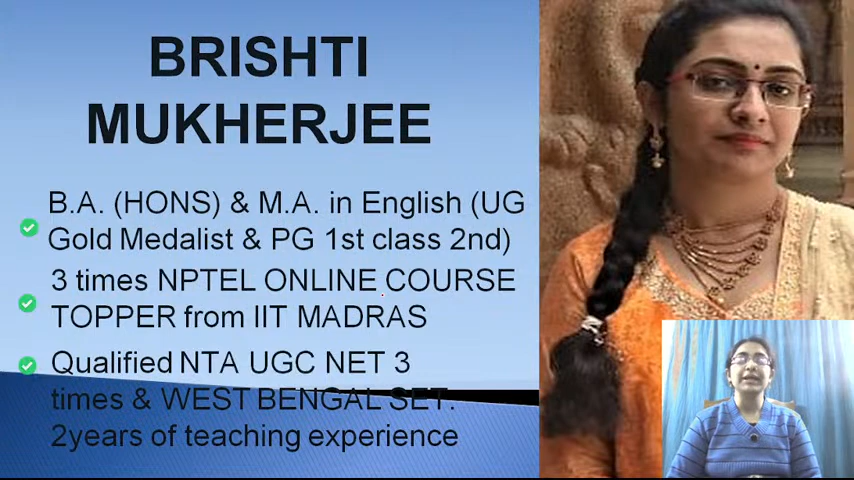 BRISHTI
MUKHERJEE
B.A. (HONS) & M.A. in English (UG
Gold Medalist & PG 1st class 2nd)
3 times NPTEL ONLINE COURSE
TOPPER from IIT MADRAS
Qualified NTA UGC NET 3
times & WEST BENGAL SET.
2years of teaching experience